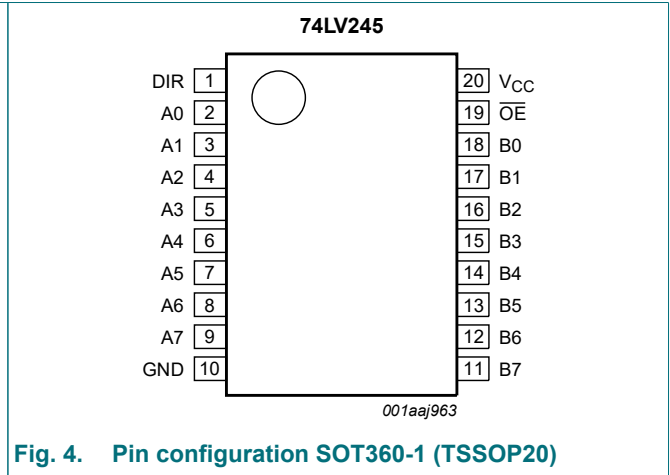 74LV245
DIR 1 20 VCC
A0 2 19 OE
A1 3 18 B0
A2 4 17 B1
A3 5 16 B2
A4 6 15 B3
A5 7 14 B4
A6 8 13 B5
A7 9 12 B6
GND 10 11 B7
001aaj963
Fig. 4. Pin configuration SOT360-1 (TSSOP20)